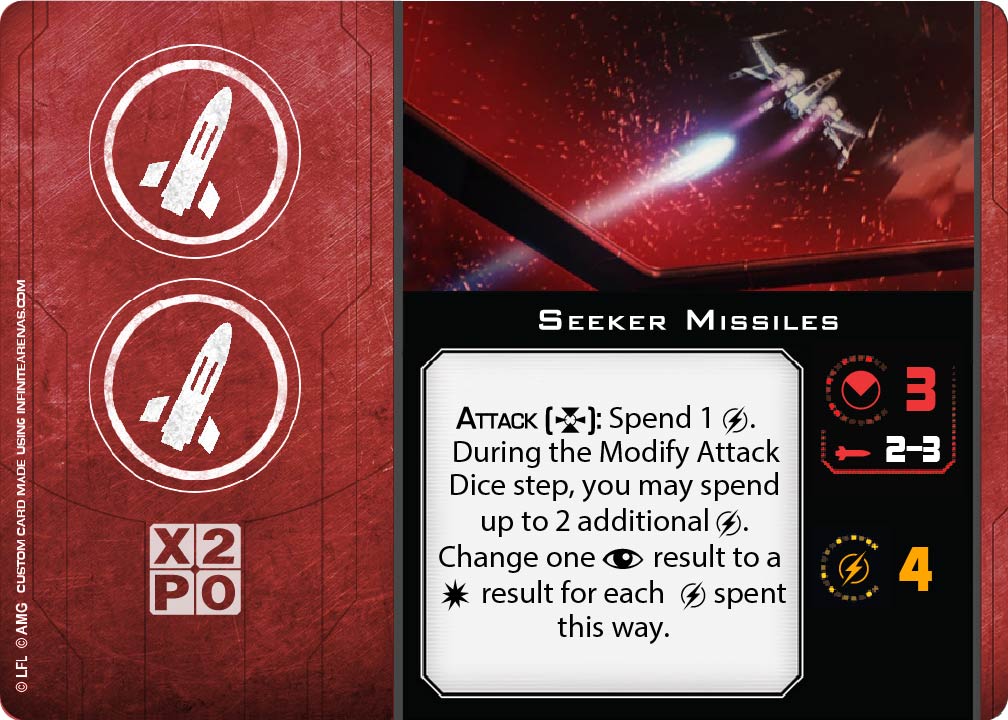 © LFL © AMG CUSTOM CARD MADE USING INFINITEARENAS.COM
X2
PO
SEEKER MISSILES
ATTACK [ ]: Spend 1 .
During the Modify Attack
Dice step, you may spend
up to 2 additional .
Change one result to a
result for each spent
this way.
3
2–3
4